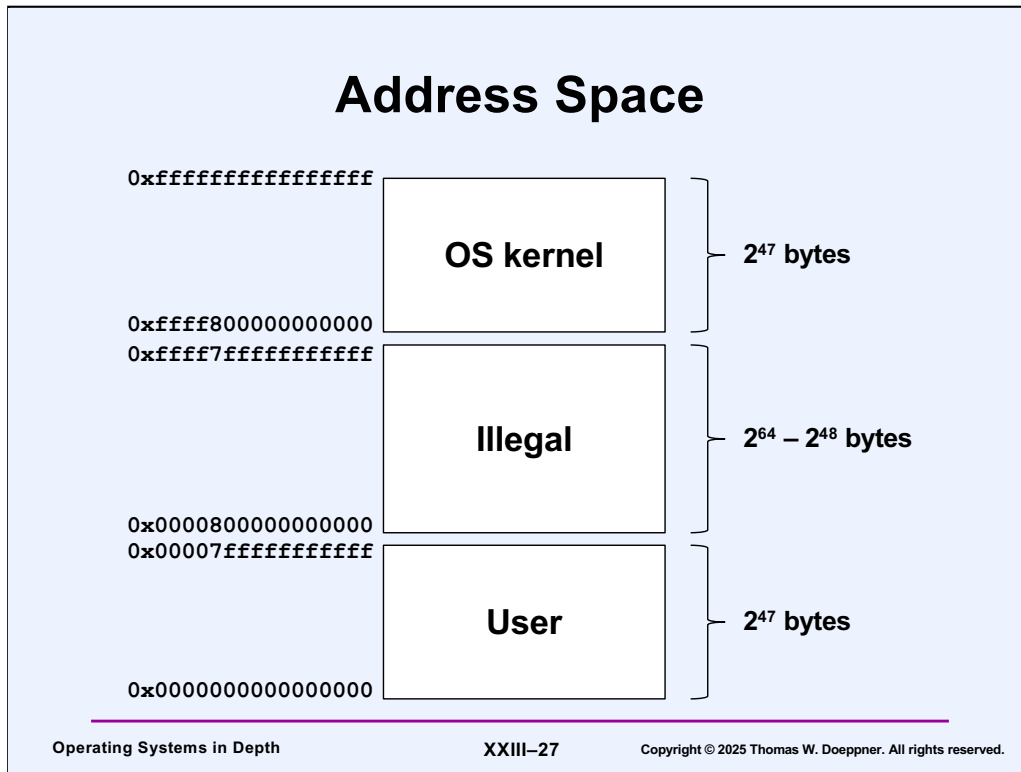 Address Space
0xffffffffffffffff
OS kernel
2⁴⁷ bytes
0xffff800000000000
0xffff7fffffffffff
Illegal
2⁶⁴ – 2⁴⁸ bytes
0x0000800000000000
0x00007fffffffffff
User
2⁴⁷ bytes
0x0000000000000000
Operating Systems in Depth XXIII–27 Copyright © 2025 Thomas W. Doeppner. All rights reserved.